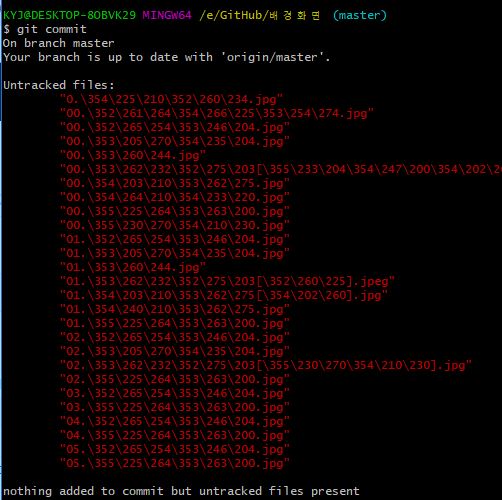 KYJ@DESKTOP-8OBVK29 MINGW64 /e/GitHub/배경화면 (master)
$ git commit
On branch master
Your branch is up to date with 'origin/master'.
Untracked files:
"0.\354\225\210\352\260\234.jpg"
"00.\352\261\264\354\266\225\353\254\274.jpg"
"00.\352\265\254\353\246\204.jpg"
"00.\353\205\270\354\235\204.jpg"
"00.\353\260\244.jpg"
"00.\353\262\232\352\275\203[\355\233\204\354\247\200\354\202\2
"00.\354\203\210\353\262\275.jpg"
"00.\354\210\264\354\233\220.jpg"
"00.\355\225\264\353\263\200.jpg"
"00.\355\230\270\354\210\230.jpg"
"01.\352\265\254\353\246\204.jpg"
"01.\353\205\270\354\235\204.jpg"
"01.\353\260\244.jpg"
"01.\353\262\232\352\275\203[\352\260\225].jpeg"
"01.\354\203\210\353\262\275[\354\202\260].jpg"
"01.\354\240\210\353\262\275.jpg"
"01.\355\225\264\353\263\200.jpg"
"02.\352\265\254\353\246\204.jpg"
"02.\353\205\270\354\235\204.jpg"
"02.\353\262\232\352\275\203[\355\230\270\354\210\230].jpg"
"02.\355\225\264\353\263\200.jpg"
"03.\352\265\254\353\246\204.jpg"
"03.\355\225\264\353\263\200.jpg"
"04.\352\265\254\353\246\204.jpg"
"04.\355\225\264\353\263\200.jpg"
"05.\352\265\254\353\246\204.jpg"
"05.\355\225\264\353\263\200.jpg"
nothing added to commit but untracked files present